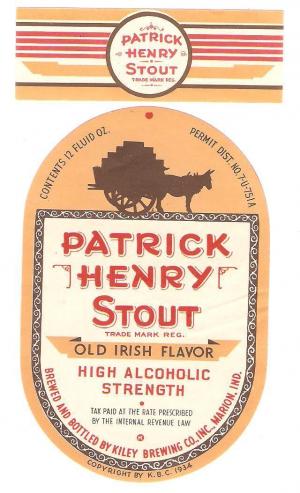 PATRICK
HENRY
STOUT
TRADE MARK REG.
CONTENTS 12 FLUID OZ.
PERMIT DIST. NO. 7-U-751A
PATRICK
HENRY
STOUT
TRADE MARK REG.
OLD IRISH FLAVOR
HIGH ALCOHOLIC
STRENGTH
TAX PAID AT THE RATE PRESCRIBED
BY THE INTERNAL REVENUE LAW
BREWED AND BOTTLED BY KILEY BREWING CO., INC., MARION, IND.
COPYRIGHT BY K.B.C. 1934